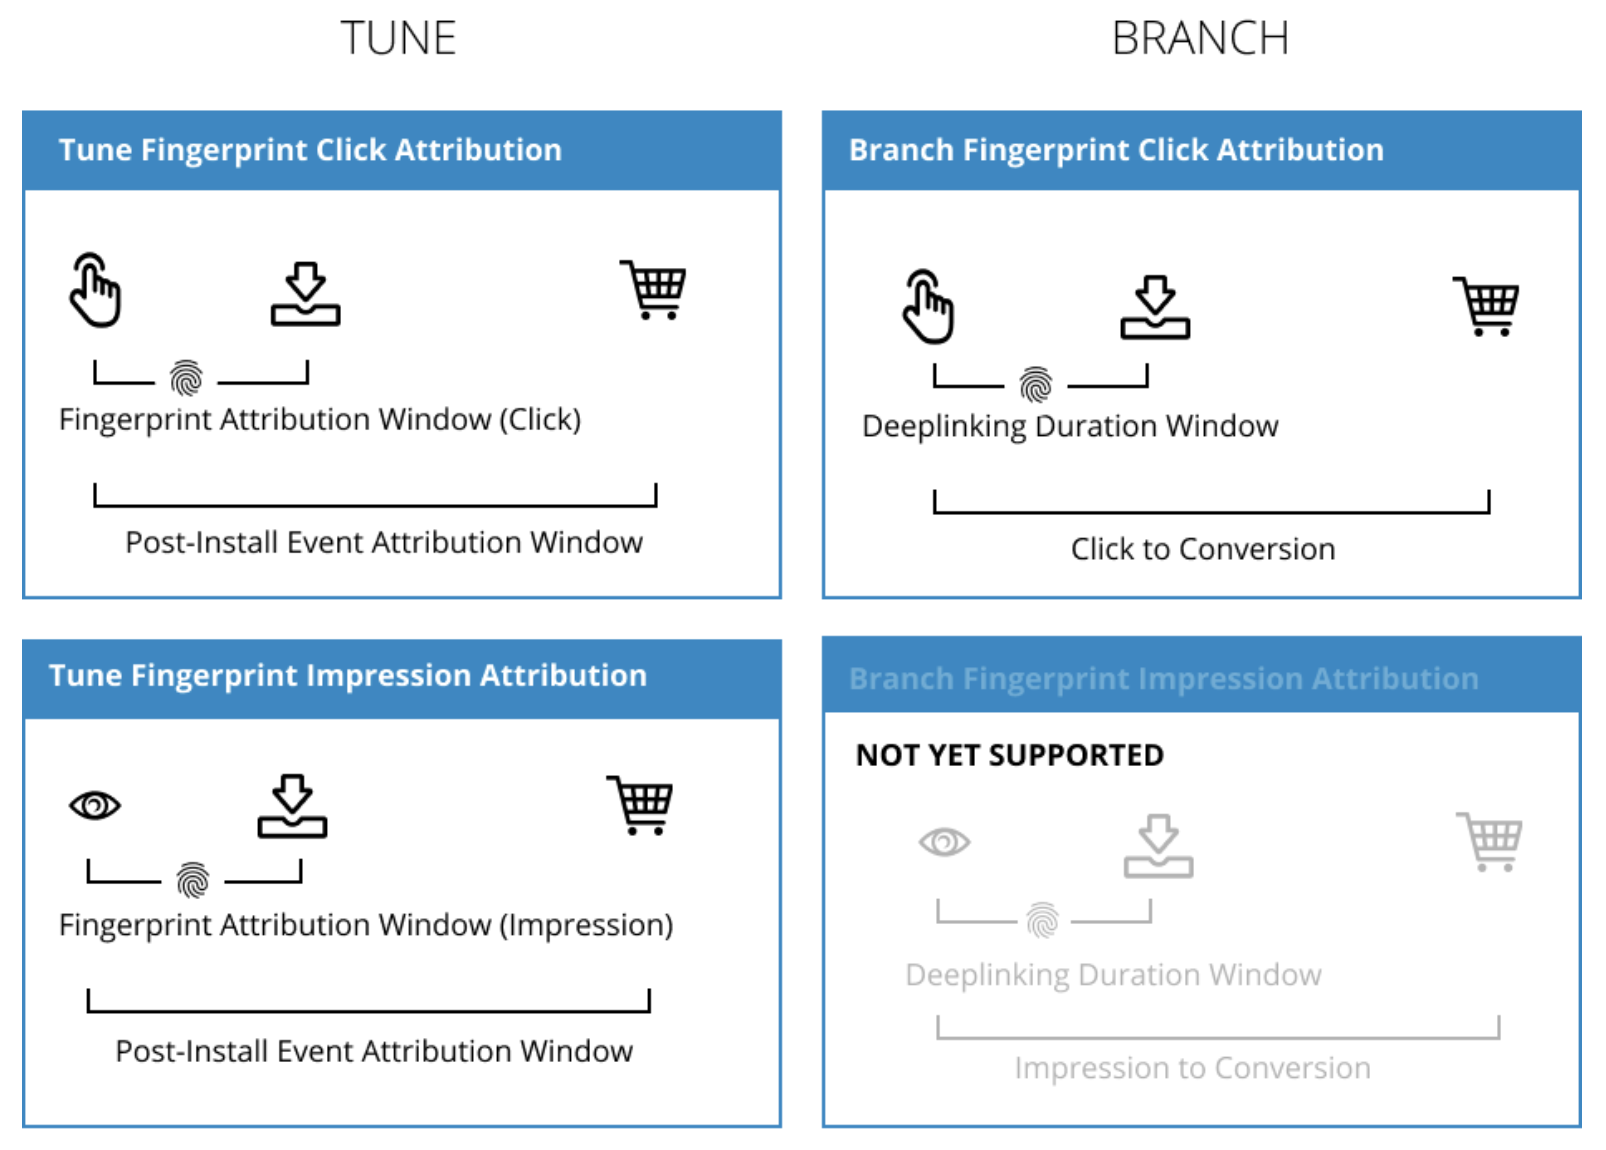 TUNE
BRANCH
Tune Fingerprint Click Attribution
Fingerprint Attribution Window (Click)
Post-Install Event Attribution Window
Branch Fingerprint Click Attribution
Deeplinking Duration Window
Click to Conversion
Tune Fingerprint Impression Attribution
Fingerprint Attribution Window (Impression)
Post-Install Event Attribution Window
Branch Fingerprint Impression Attribution
NOT YET SUPPORTED
Deeplinking Duration Window
Impression to Conversion